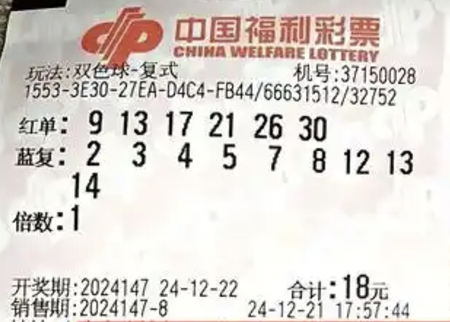 中国福利彩票
CHINA WELFARE LOTTERY
玩法:双色球-复式 机号:37150028
1553-3E30-27EA-D4C4-FB44/66631512/32752
红单: 9 13 17 21 26 30
蓝复: 2 3 4 5 7 8 12 13
14
倍数:1
开奖期:2024147 24-12-22 合计:18元
销售期:2024147-8 24-12-21 17:57:44